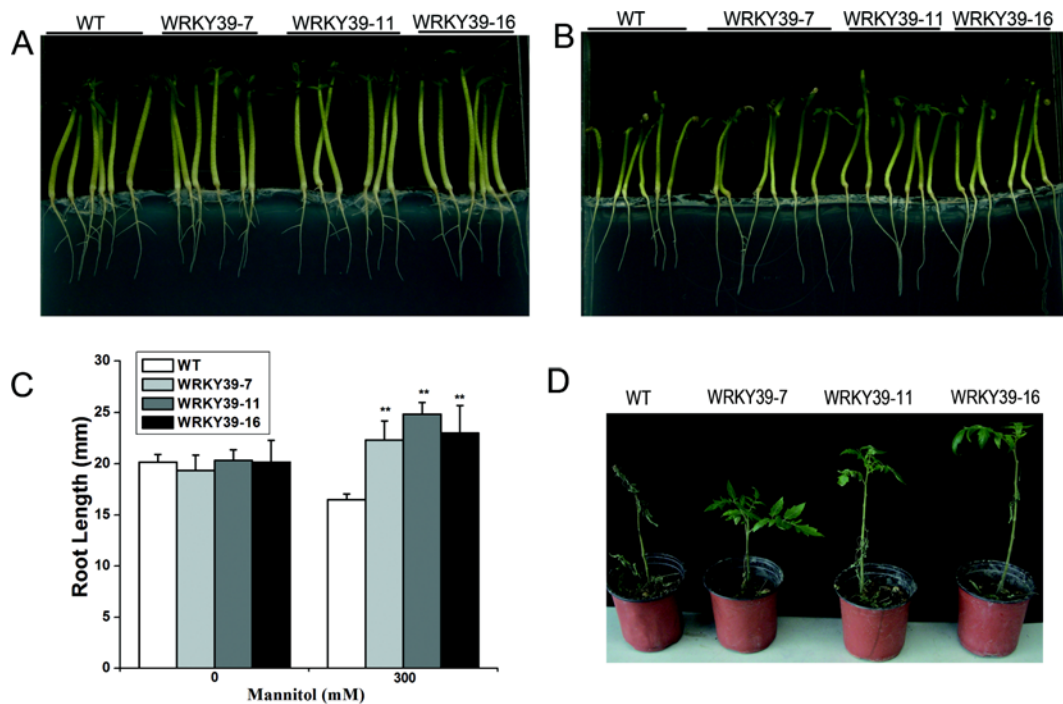 A
WT WRKY39-7 WRKY39-11 WRKY39-16
B
WT WRKY39-7 WRKY39-11 WRKY39-16
C
WT
WRKY39-7
WRKY39-11
WRKY39-16
Root Length (mm)
30
25
20
15
10
5
0
** ** **
0 300
Mannitol (mM)
D
WT WRKY39-7 WRKY39-11 WRKY39-16